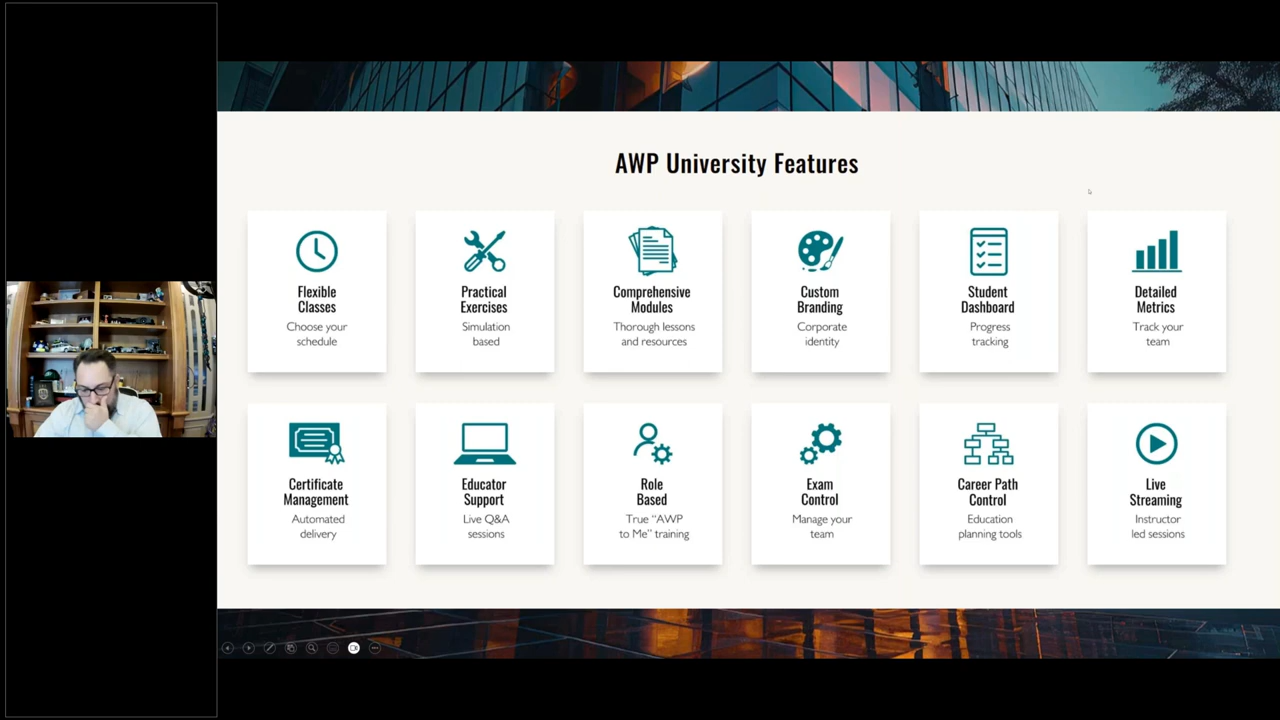 AWP University Features
Flexible
Classes
Choose your
schedule
Practical
Exercises
Simulation
based
Comprehensive
Modules
Thorough lessons
and resources
Custom
Branding
Corporate
identity
Student
Dashboard
Progress
tracking
Detailed
Metrics
Track your
team
Certificate
Management
Automated
delivery
Educator
Support
Live Q&A
sessions
Role
Based
True “AWP
to Me” training
Exam
Control
Manage your
team
Career Path
Control
Education
planning tools
Live
Streaming
Instructor
led sessions